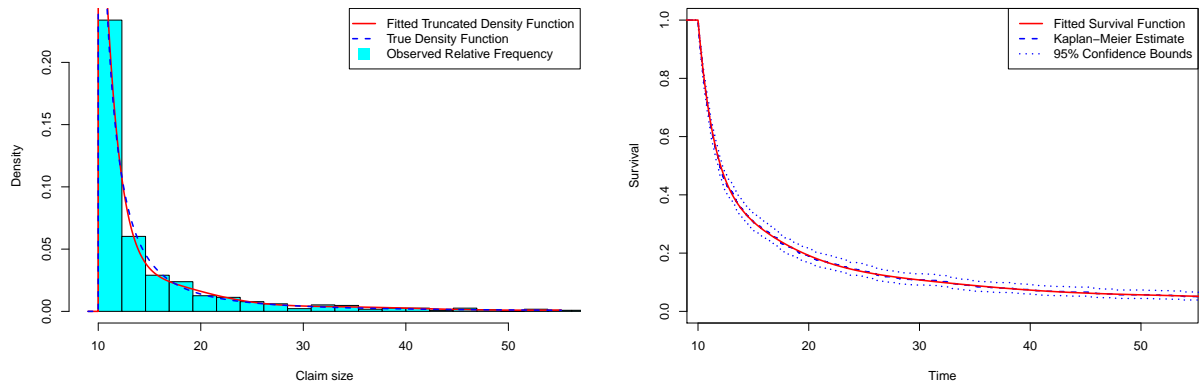 Fitted Truncated Density Function
True Density Function
Observed Relative Frequency
Density
0.00
0.05
0.10
0.15
0.20
10 20 30 40 50
Claim size
Fitted Survival Function
Kaplan−Meier Estimate
95% Confidence Bounds
Survival
0.0
0.2
0.4
0.6
0.8
1.0
10 20 30 40 50
Time